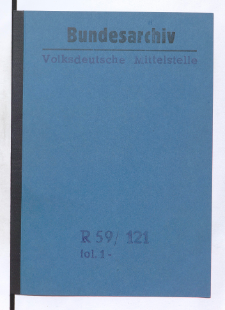 Bundesarchiv
Volksdeutsche Mittelstelle
R 59/ 121
fol. 1-